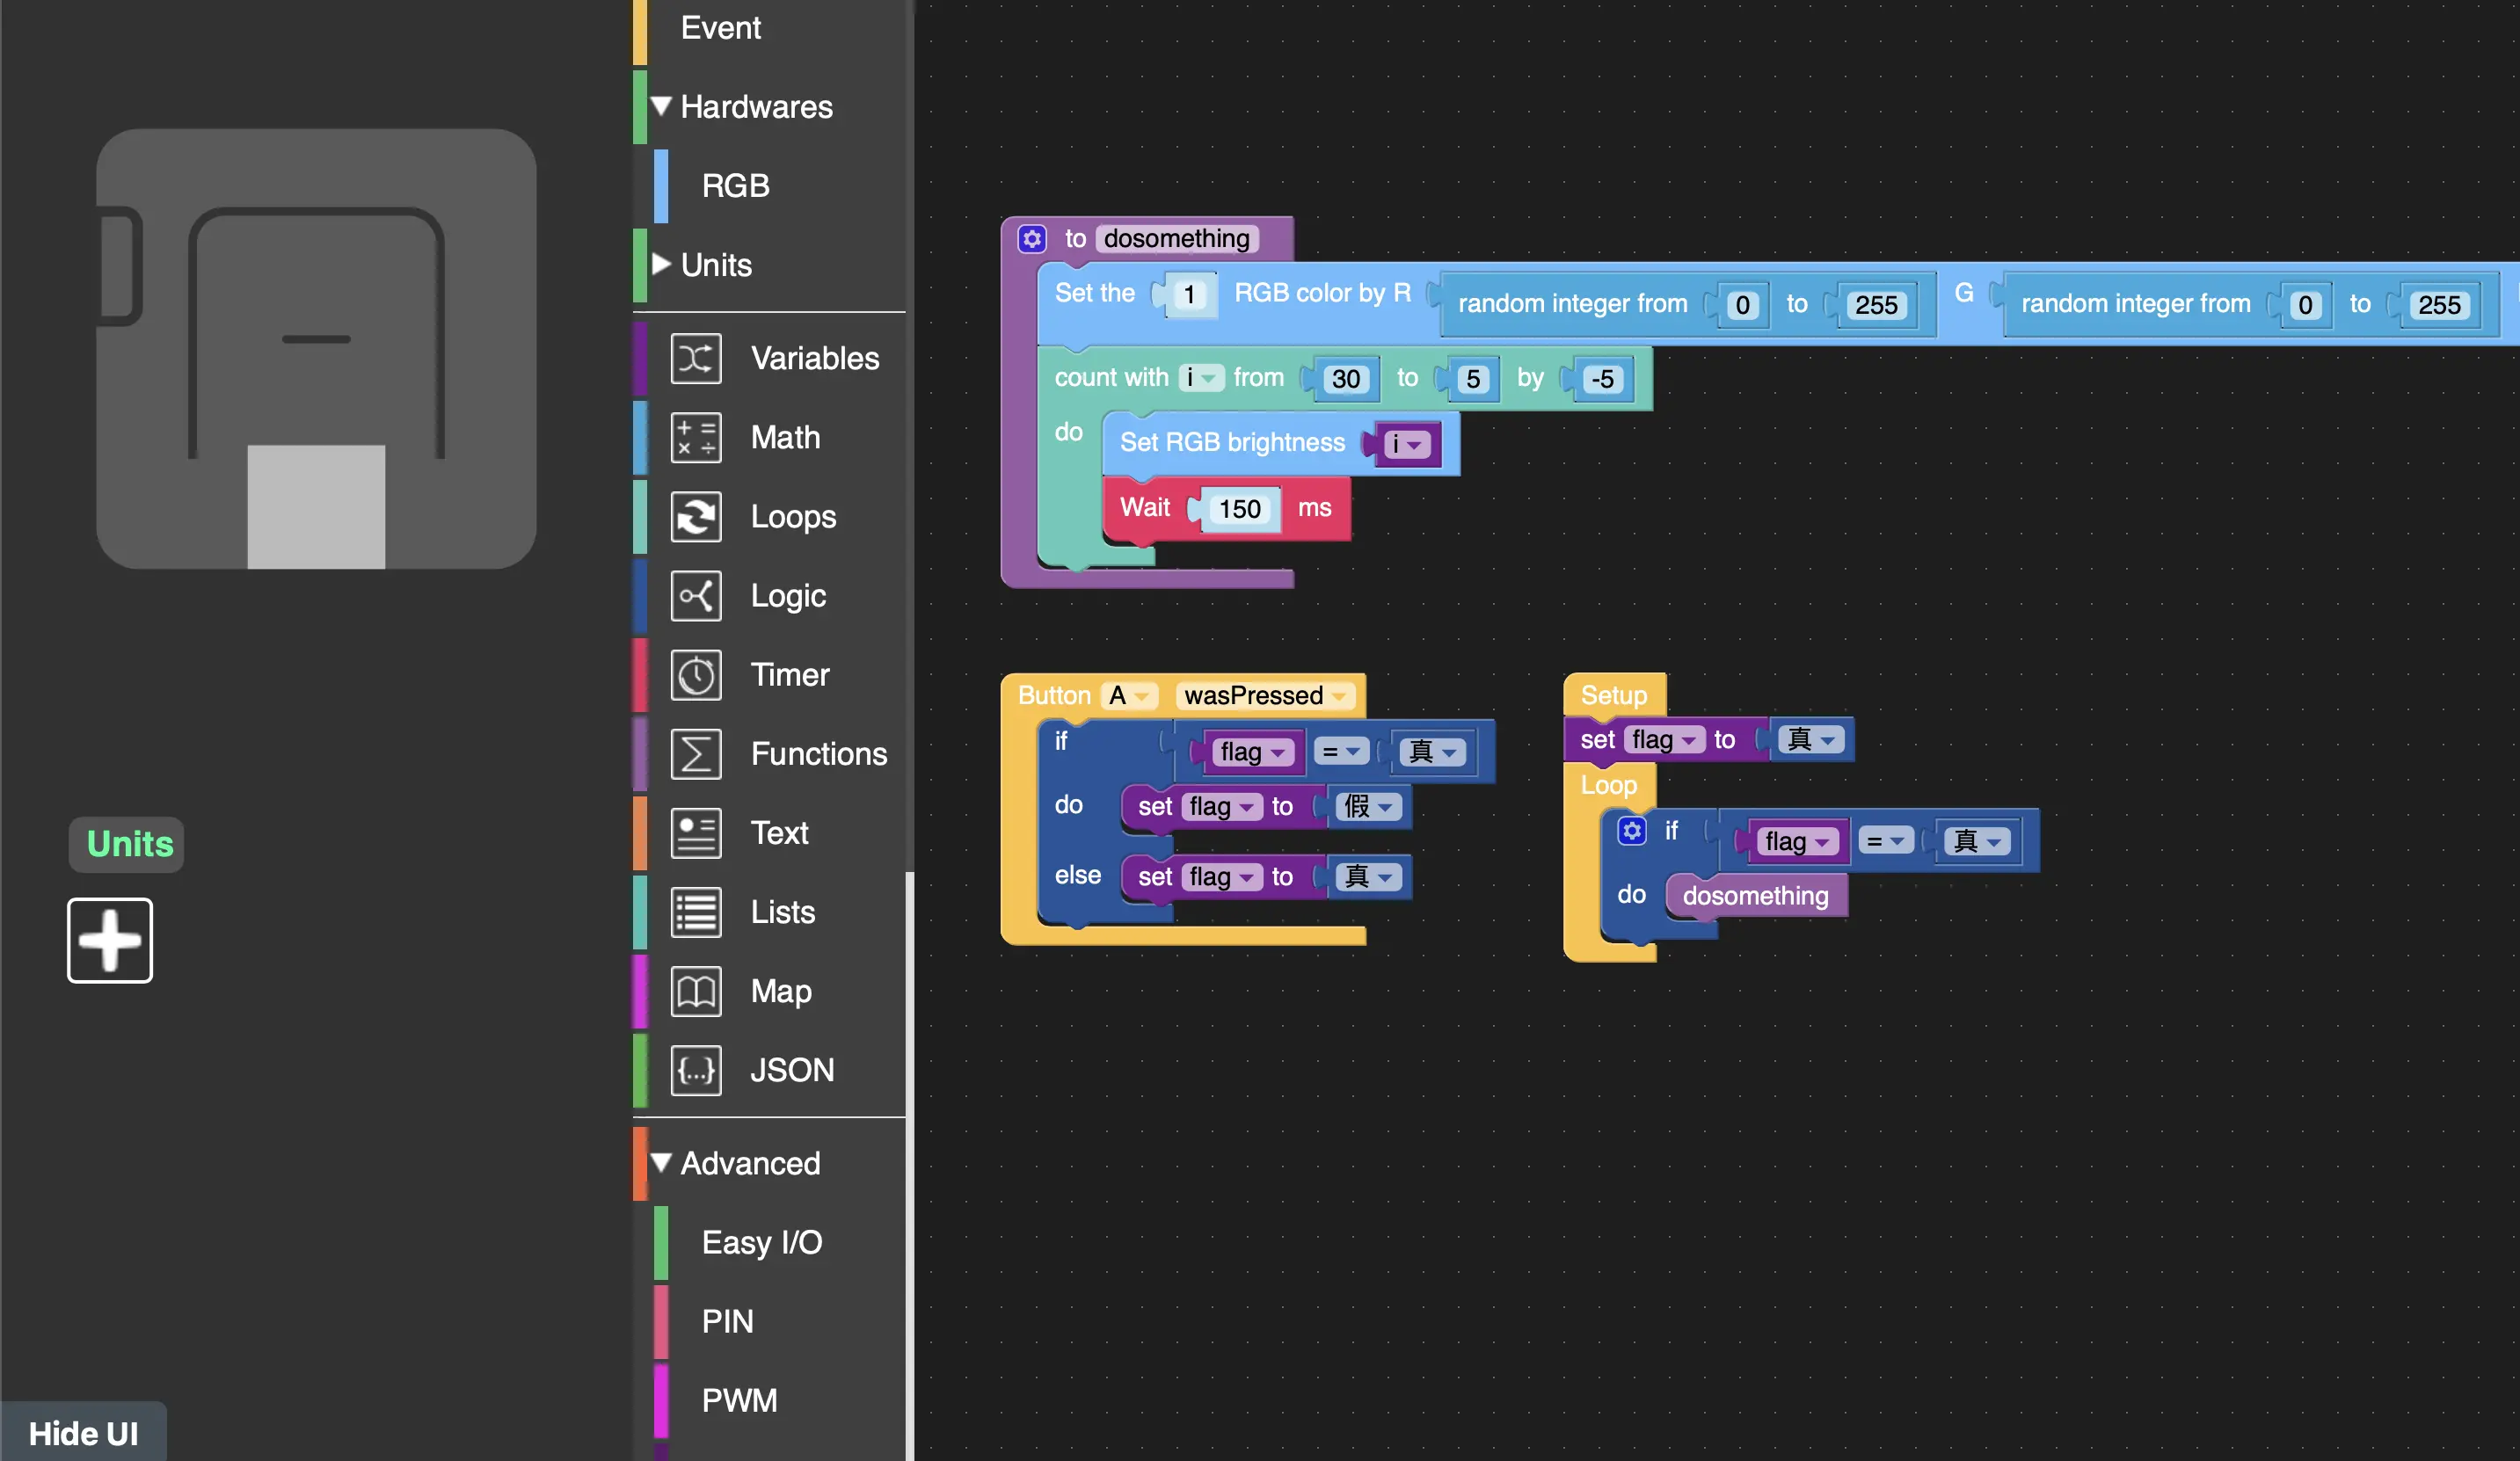 Event
Hardwares
RGB
Units
Variables
Math
Loops
Logic
Timer
Functions
Text
Lists
Map
JSON
Advanced
Easy I/O
PIN
PWM
Units
Hide UI
to dosomething
Set the 1 RGB color by R random integer from 0 to 255 G random integer from 0 to 255
count with i from 30 to 5 by -5
do Set RGB brightness i
Wait 150 ms
Button A wasPressed
if flag = 真
do set flag to 假
else set flag to 真
Setup
set flag to 真
Loop
if flag = 真
do dosomething